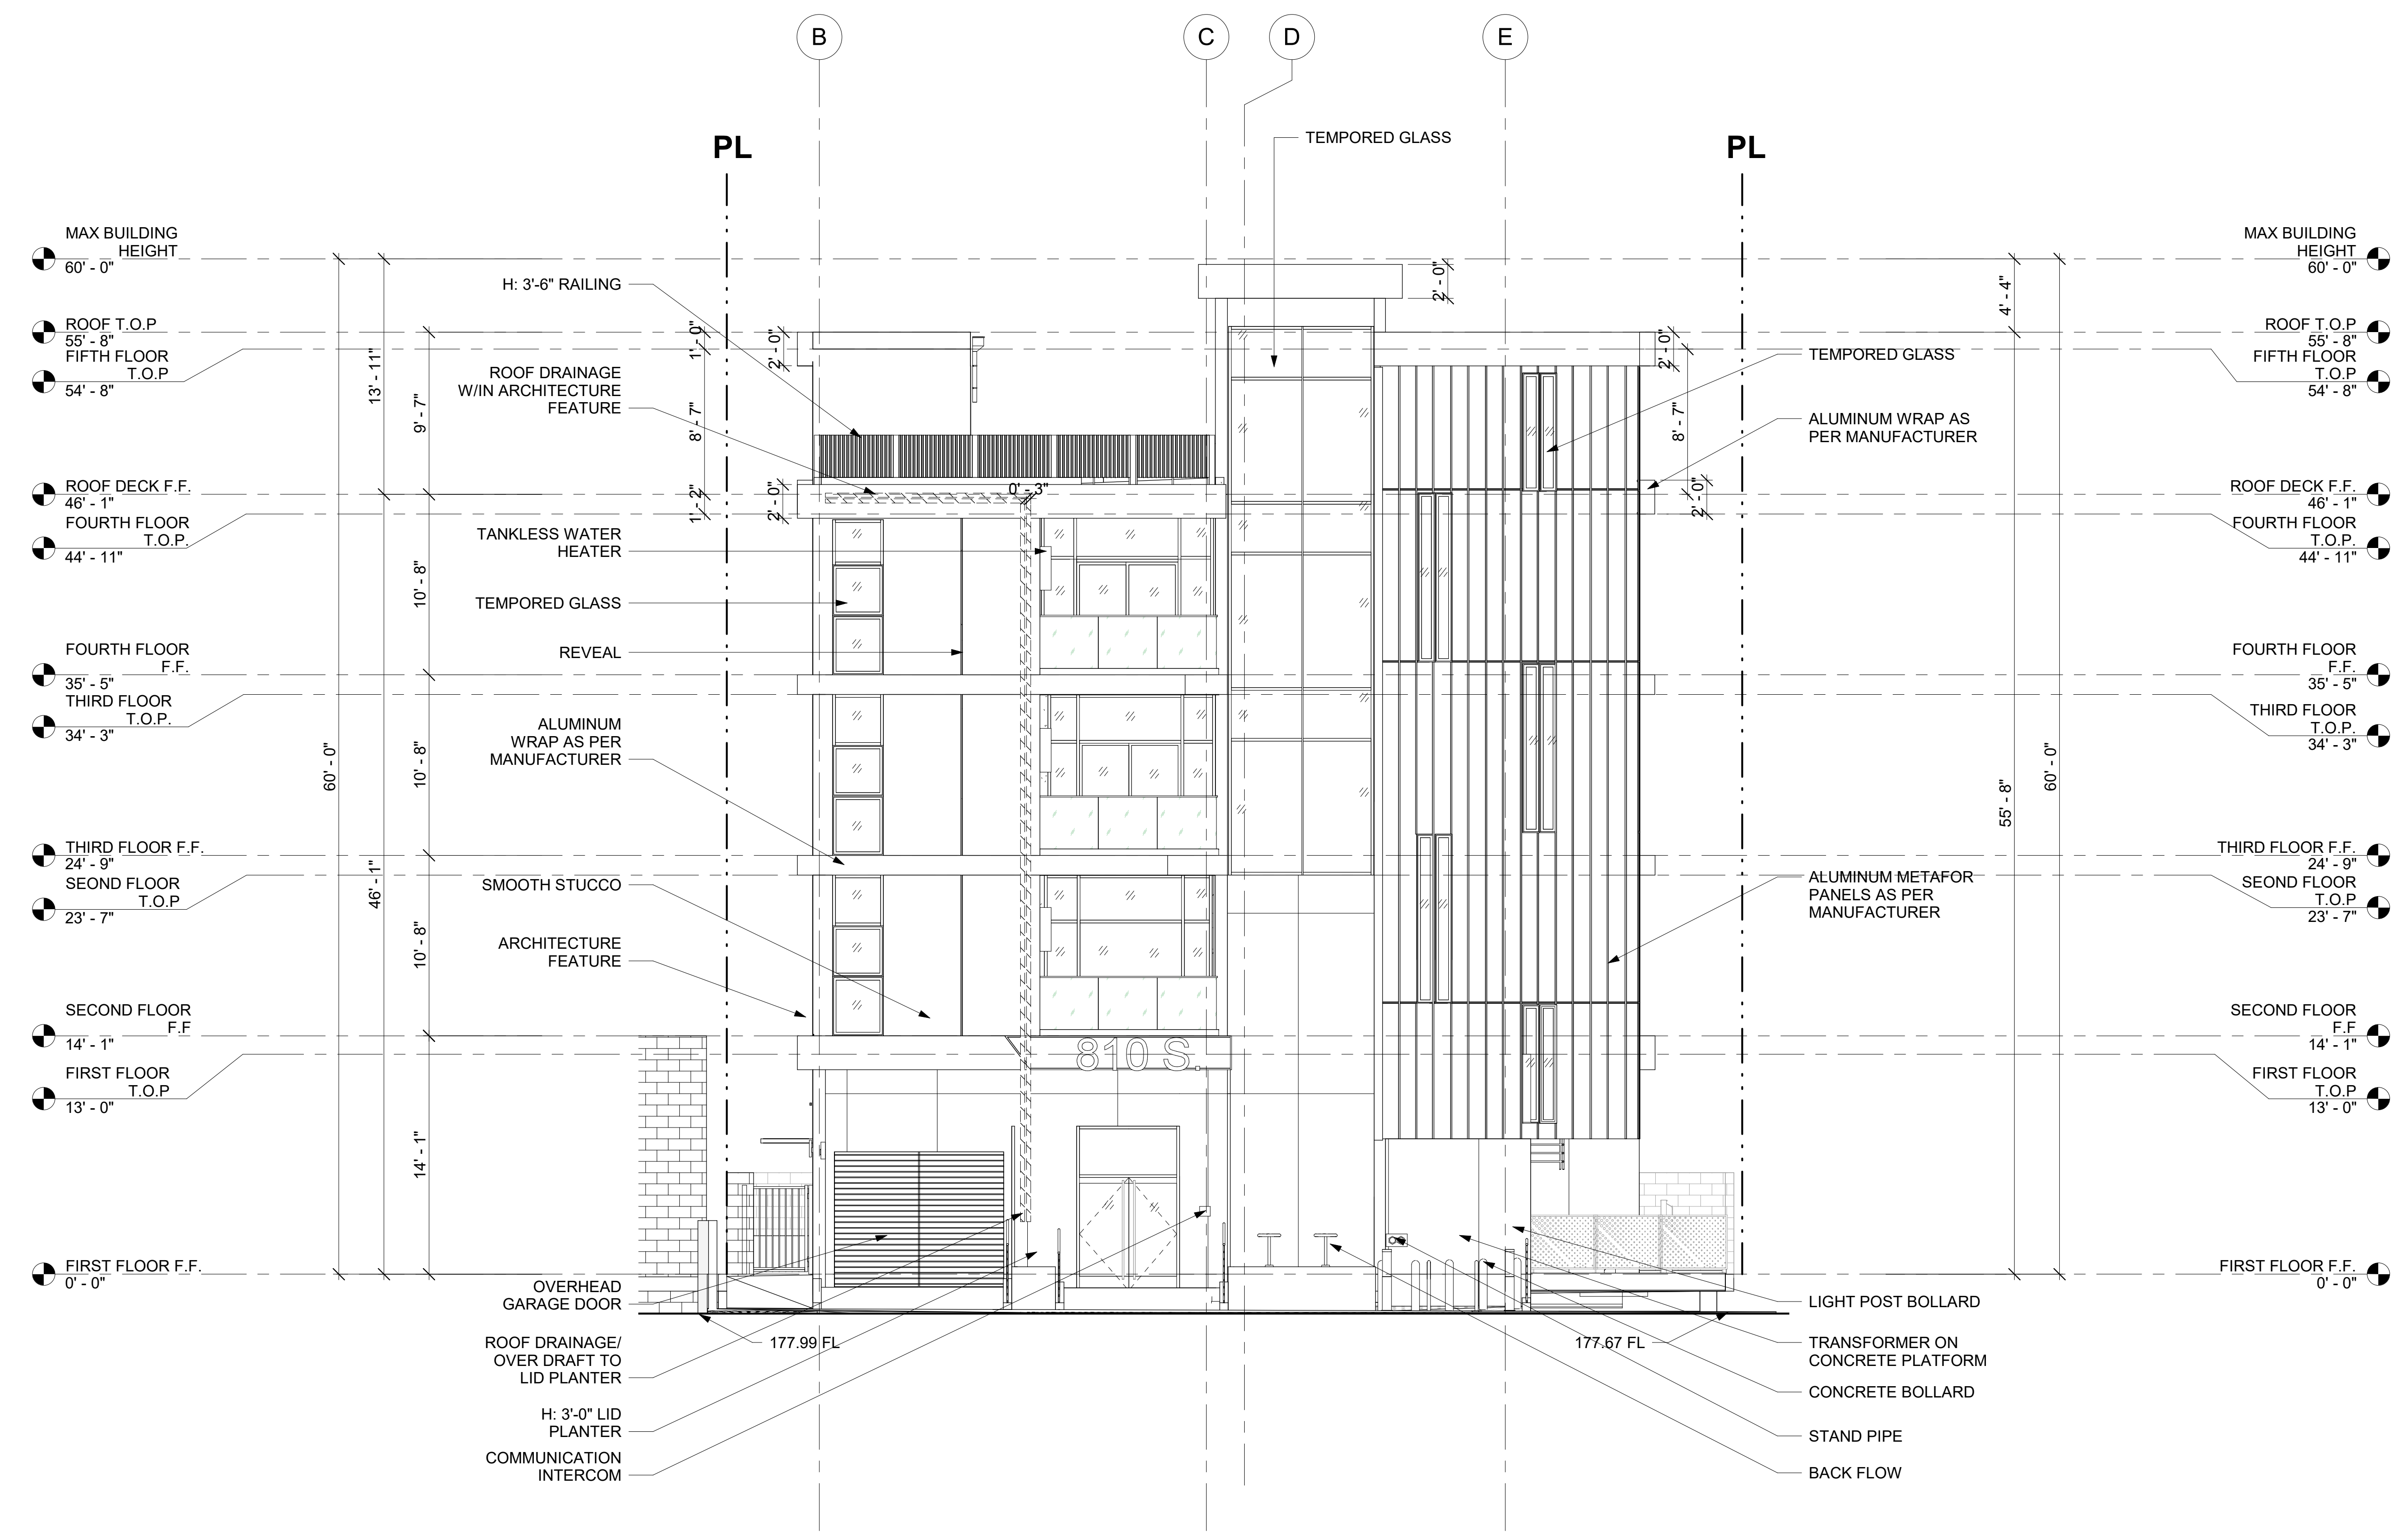 B
C
D
E
PL
PL
TEMPORED GLASS
MAX BUILDING
HEIGHT
60' - 0"
ROOF T.O.P
55' - 8"
FIFTH FLOOR
T.O.P
54' - 8"
ROOF DECK F.F.
46' - 1"
FOURTH FLOOR
T.O.P.
44' - 11"
FOURTH FLOOR
F.F.
35' - 5"
THIRD FLOOR
T.O.P.
34' - 3"
THIRD FLOOR F.F.
24' - 9"
SEOND FLOOR
T.O.P
23' - 7"
SECOND FLOOR
F.F
14' - 1"
FIRST FLOOR
T.O.P
13' - 0"
FIRST FLOOR F.F.
0' - 0"
60' - 0"
13' - 11"
46' - 1"
9' - 7"
10' - 8"
10' - 8"
10' - 8"
14' - 1"
H: 3'-6" RAILING
ROOF DRAINAGE
W/IN ARCHITECTURE
FEATURE
TANKLESS WATER
HEATER
TEMPORED GLASS
REVEAL
ALUMINUM
WRAP AS PER
MANUFACTURER
SMOOTH STUCCO
ARCHITECTURE
FEATURE
OVERHEAD
GARAGE DOOR
ROOF DRAINAGE/
OVER DRAFT TO
LID PLANTER
H: 3'-0" LID
PLANTER
COMMUNICATION
INTERCOM
1' - 0"
8' - 7"
1' - 2"
2' - 0"
2' - 0"
0' - 3"
810 S.
177.99 FL
177.67 FL
2' - 0"
2' - 0"
8' - 7"
2' - 0"
TEMPORED GLASS
ALUMINUM WRAP AS
PER MANUFACTURER
ALUMINUM METAFOR
PANELS AS PER
MANUFACTURER
LIGHT POST BOLLARD
TRANSFORMER ON
CONCRETE PLATFORM
CONCRETE BOLLARD
STAND PIPE
BACK FLOW
4' - 4"
55' - 8"
60' - 0"
MAX BUILDING
HEIGHT
60' - 0"
ROOF T.O.P
55' - 8"
FIFTH FLOOR
T.O.P
54' - 8"
ROOF DECK F.F.
46' - 1"
FOURTH FLOOR
T.O.P.
44' - 11"
FOURTH FLOOR
F.F.
35' - 5"
THIRD FLOOR
T.O.P.
34' - 3"
THIRD FLOOR F.F.
24' - 9"
SEOND FLOOR
T.O.P
23' - 7"
SECOND FLOOR
F.F
14' - 1"
FIRST FLOOR
T.O.P
13' - 0"
FIRST FLOOR F.F.
0' - 0"